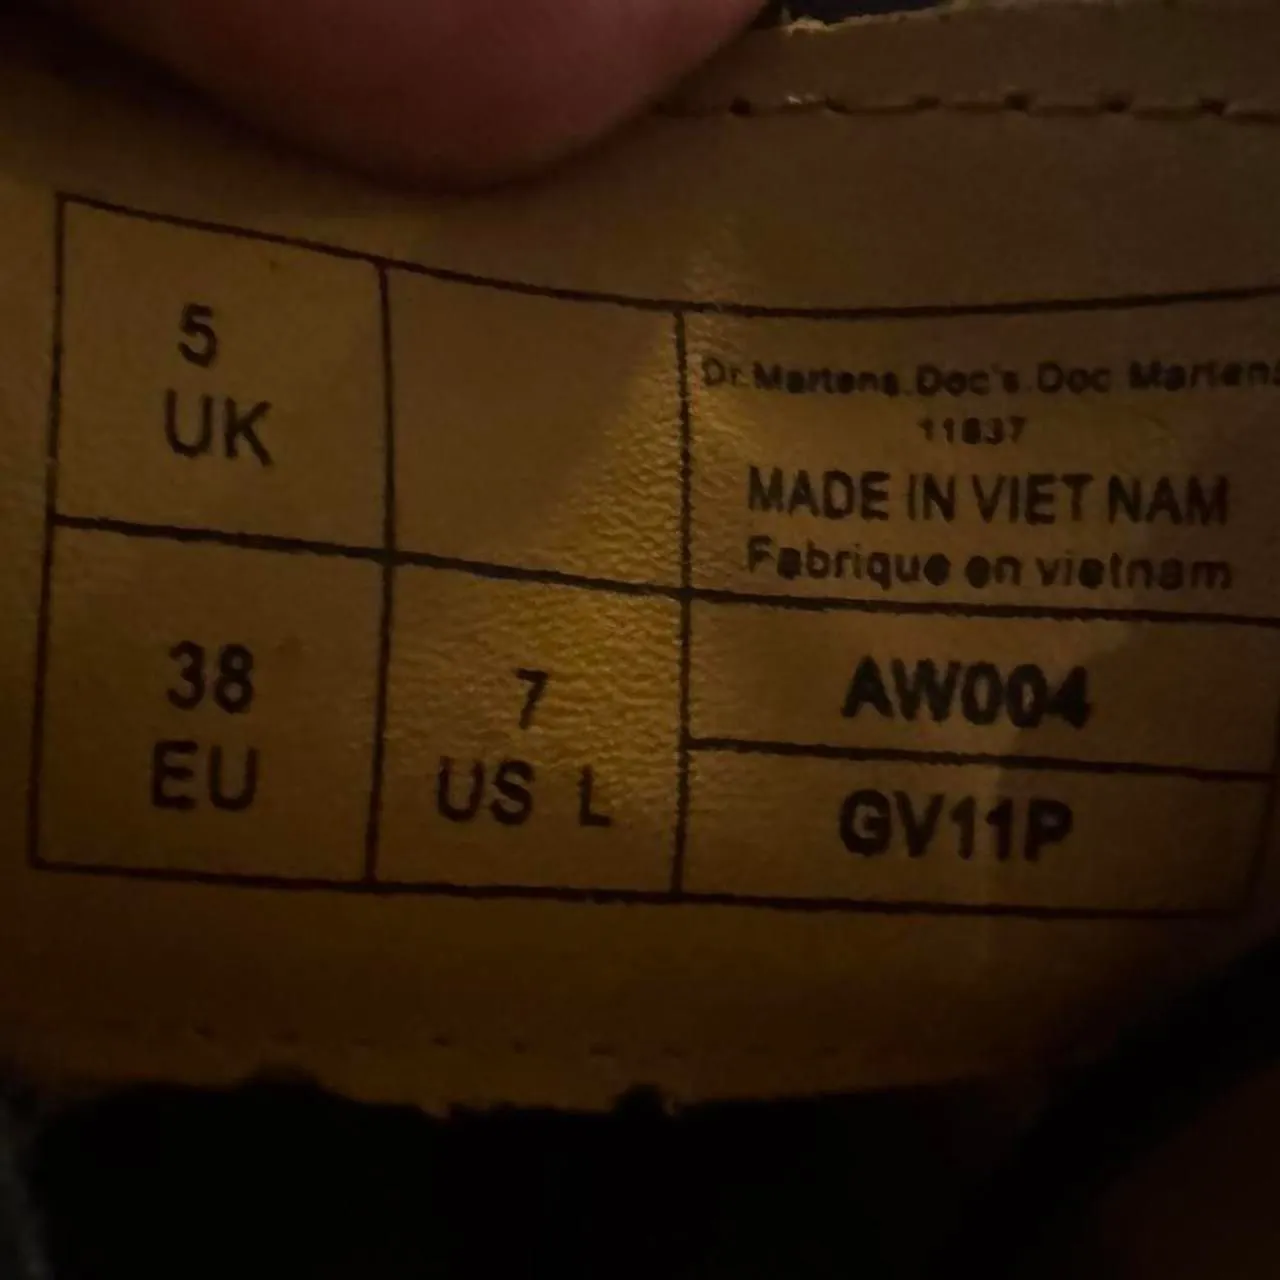 5
UK
38
EU
7
US L
Dr.Martens.Doc's.Doc Martens
11837
MADE IN VIET NAM
Fabrique en vietnam
AW004
GV11P